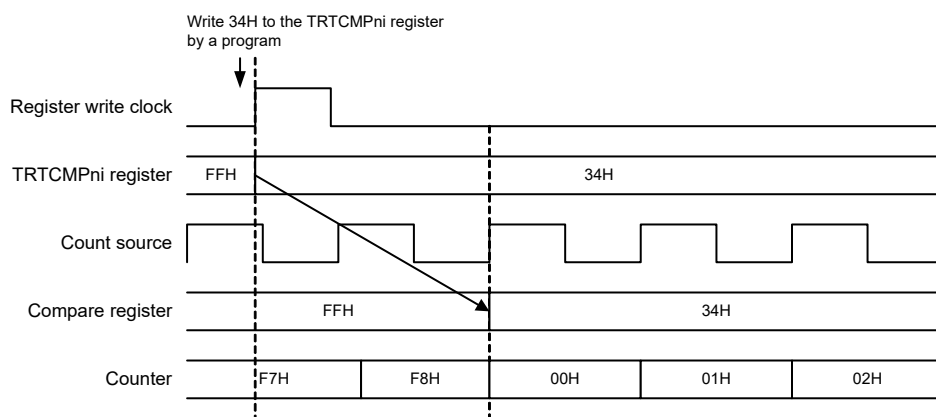 Write 34H to the TRTCMPni register
by a program
Register write clock
TRTCMPni register FFH 34H
Count source
Compare register FFH 34H
Counter F7H F8H 00H 01H 02H